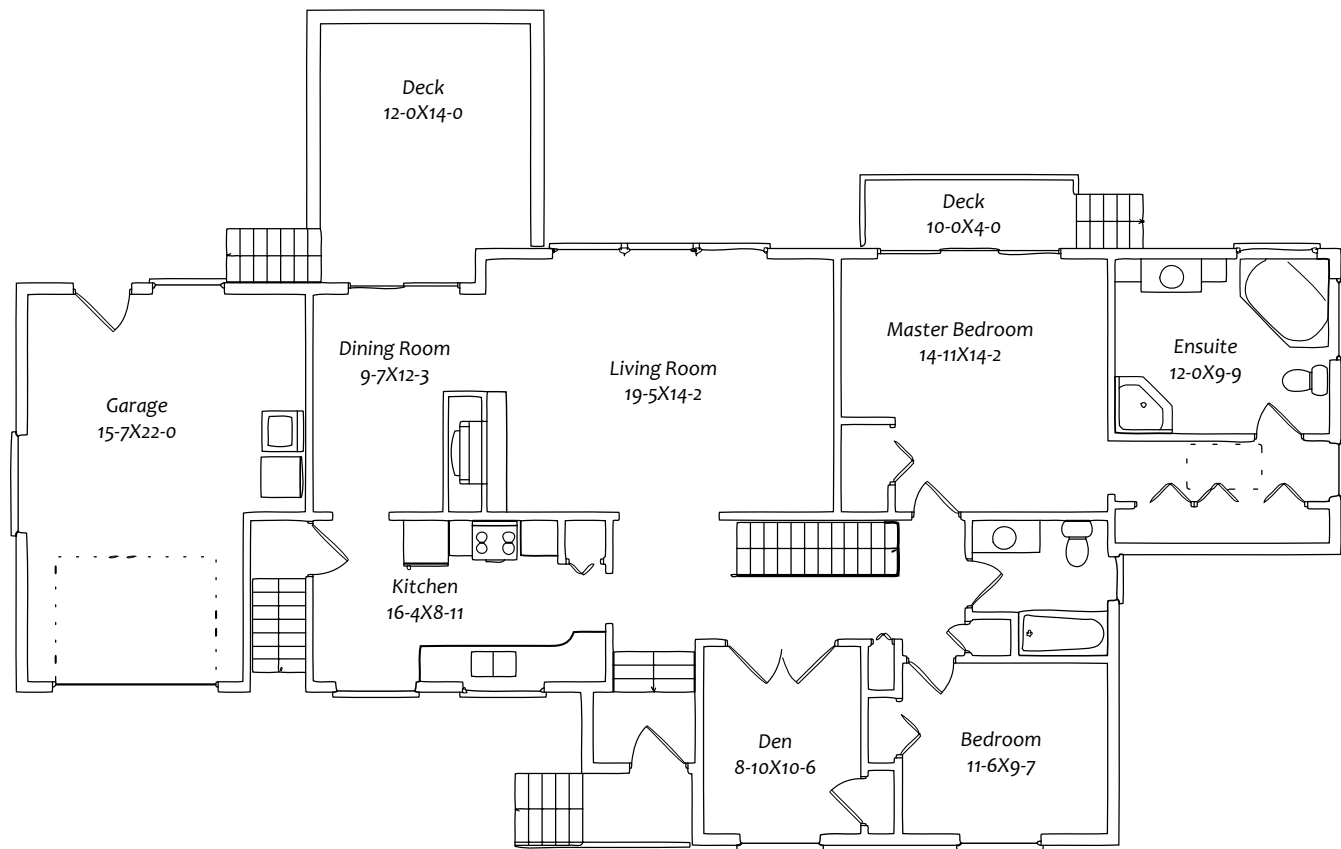 Deck
12-0X14-0
Deck
10-0X4-0
Dining Room
9-7X12-3
Living Room
19-5X14-2
Master Bedroom
14-11X14-2
Ensuite
12-0X9-9
Garage
15-7X22-0
Kitchen
16-4X8-11
Den
8-10X10-6
Bedroom
11-6X9-7